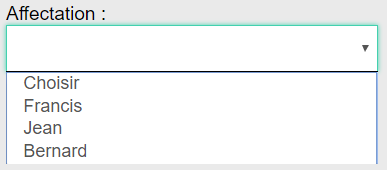 Affectation :
Choisir
Francis
Jean
Bernard